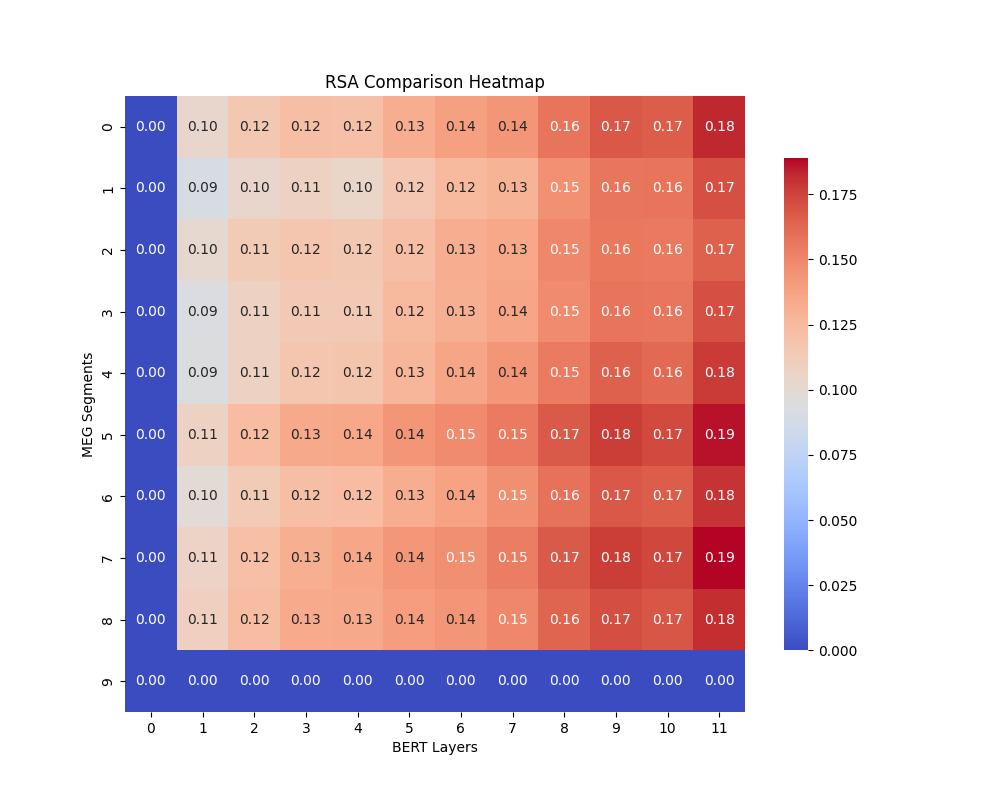 RSA Comparison Heatmap
0 0.00 0.10 0.12 0.12 0.12 0.13 0.14 0.14 0.16 0.17 0.17 0.18
1 0.00 0.09 0.10 0.11 0.10 0.12 0.12 0.13 0.15 0.16 0.16 0.17
2 0.00 0.10 0.11 0.12 0.12 0.12 0.13 0.13 0.15 0.16 0.16 0.17
3 0.00 0.09 0.11 0.11 0.11 0.12 0.13 0.14 0.15 0.16 0.16 0.17
4 0.00 0.09 0.11 0.12 0.12 0.13 0.14 0.14 0.15 0.16 0.16 0.18
5 0.00 0.11 0.12 0.13 0.14 0.14 0.15 0.15 0.17 0.18 0.17 0.19
6 0.00 0.10 0.11 0.12 0.12 0.13 0.14 0.15 0.16 0.17 0.17 0.18
7 0.00 0.11 0.12 0.13 0.14 0.14 0.15 0.15 0.17 0.18 0.17 0.19
8 0.00 0.11 0.12 0.13 0.13 0.14 0.14 0.15 0.16 0.17 0.17 0.18
9 0.00 0.00 0.00 0.00 0.00 0.00 0.00 0.00 0.00 0.00 0.00 0.00
0 1 2 3 4 5 6 7 8 9 10 11
BERT Layers
MEG Segments
0.175
0.150
0.125
0.100
0.075
0.050
0.025
0.000